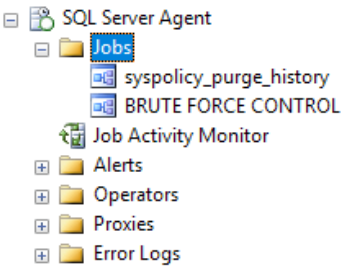 SQL Server Agent
Jobs
syspolicy_purge_history
BRUTE FORCE CONTROL
Job Activity Monitor
Alerts
Operators
Proxies
Error Logs